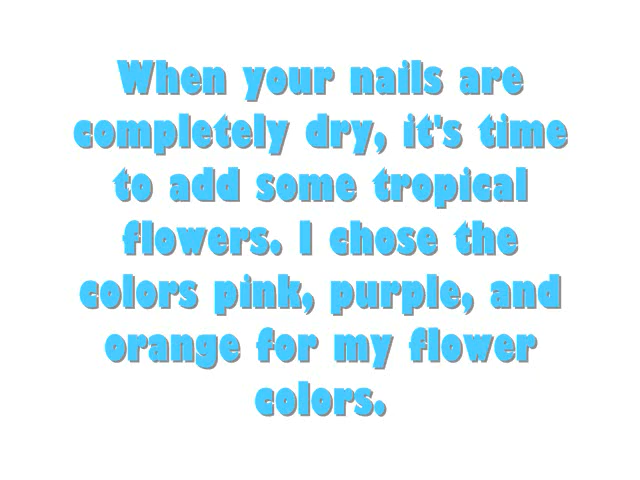 When your nails are
completely dry, it's time
to add some tropical
flowers. I chose the
colors pink, purple, and
orange for my flower
colors.